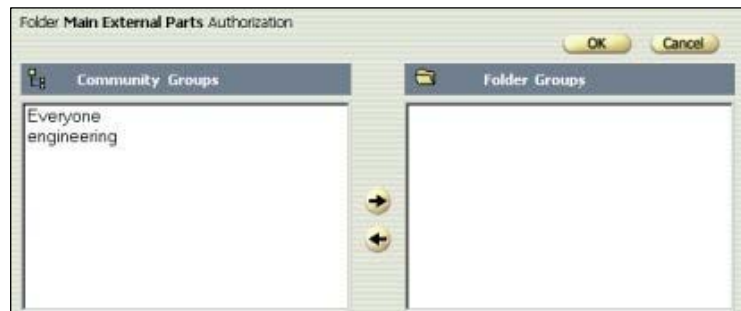 Folder Main External Parts Authorization
OK Cancel
Community Groups
Folder Groups
Everyone
engineering